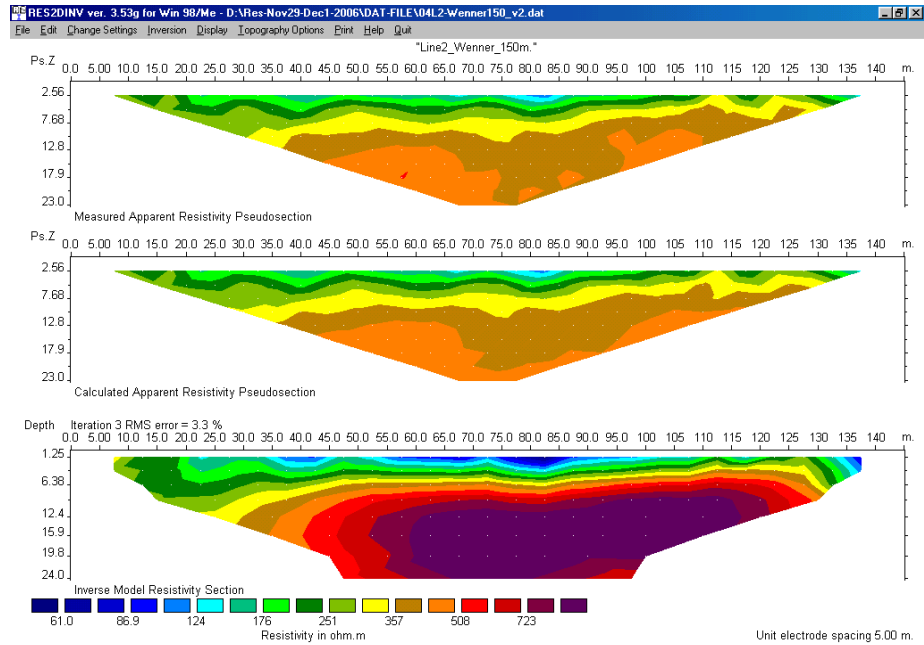 RES2DINV ver. 3.53g for Win 98/Me - D:\Res-Nov29-Dec1-2006\DAT-FILE\04L2-Wenner150_v2.dat
File Edit Change Settings Inversion Display Topography Options Print Help Quit
"Line2_Wenner_150m."
Ps.Z 0.0 5.00 10.0 15.0 20.0 25.0 30.0 35.0 40.0 45.0 50.0 55.0 60.0 65.0 70.0 75.0 80.0 85.0 90.0 95.0 100 105 110 115 120 125 130 135 140 m.
2.56
7.68
12.8
17.9
23.0
Measured Apparent Resistivity Pseudosection
Ps.Z 0.0 5.00 10.0 15.0 20.0 25.0 30.0 35.0 40.0 45.0 50.0 55.0 60.0 65.0 70.0 75.0 80.0 85.0 90.0 95.0 100 105 110 115 120 125 130 135 140 m.
2.56
7.68
12.8
17.9
23.0
Calculated Apparent Resistivity Pseudosection
Depth Iteration 3 RMS error = 3.3 %
0.0 5.00 10.0 15.0 20.0 25.0 30.0 35.0 40.0 45.0 50.0 55.0 60.0 65.0 70.0 75.0 80.0 85.0 90.0 95.0 100 105 110 115 120 125 130 135 140 m.
1.25
6.38
12.4
15.9
19.8
24.0
Inverse Model Resistivity Section
61.0 86.9 124 176 251 357 508 723
Resistivity in ohm.m
Unit electrode spacing 5.00 m.